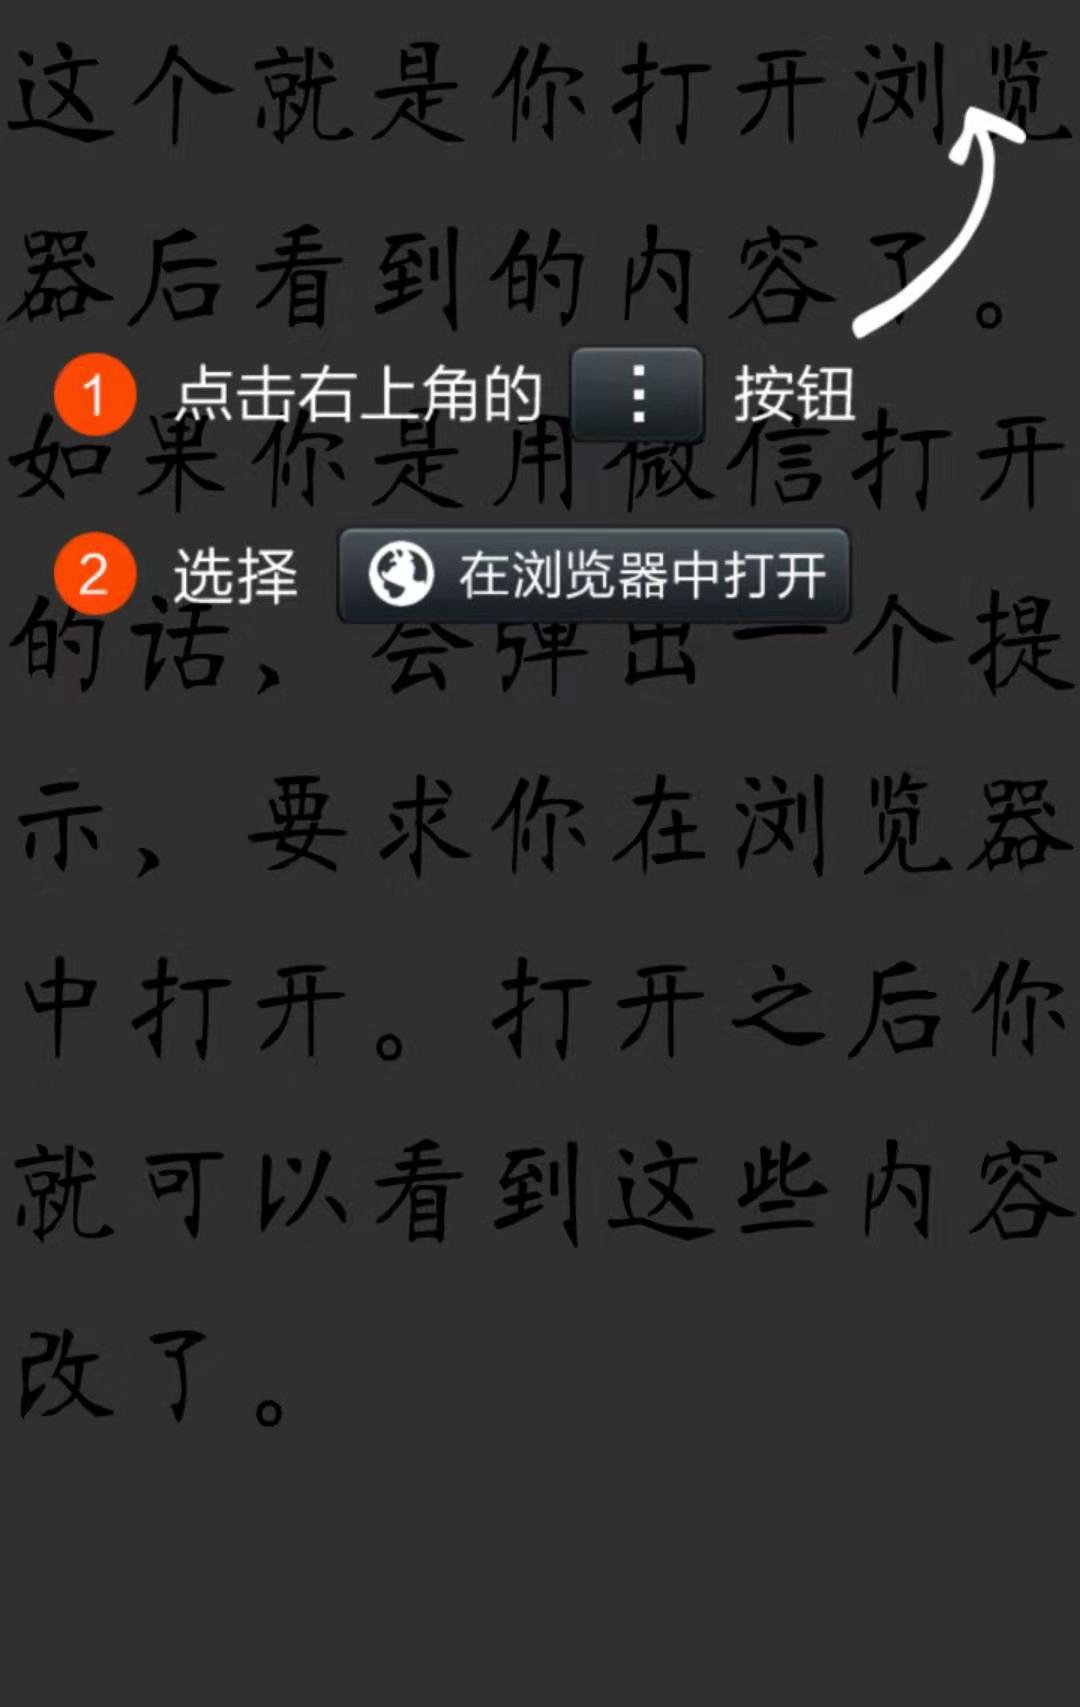 这个就是你打开浏览
器后看到的内容了。
1 点击右上角的 按钮
如果你是用微信打开
2 选择 在浏览器中打开
的话，会弹出一个提
示，要求你在浏览器
中打开。打开之后你
就可以看到这些内容
改了。